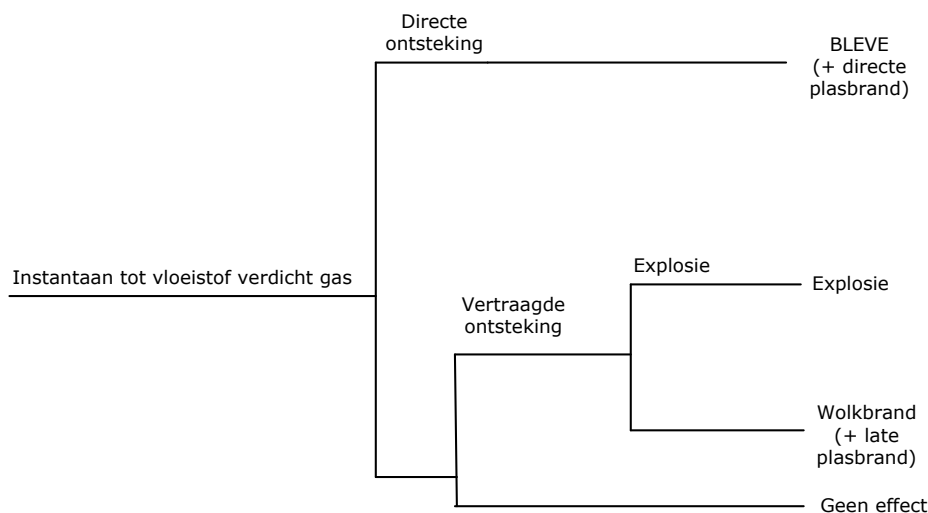 Directe
ontsteking
BLEVE
(+ directe
plasbrand)
Instantaan tot vloeistof verdicht gas
Explosie
Explosie
Vertraagde
ontsteking
Wolkbrand
(+ late
plasbrand)
Geen effect